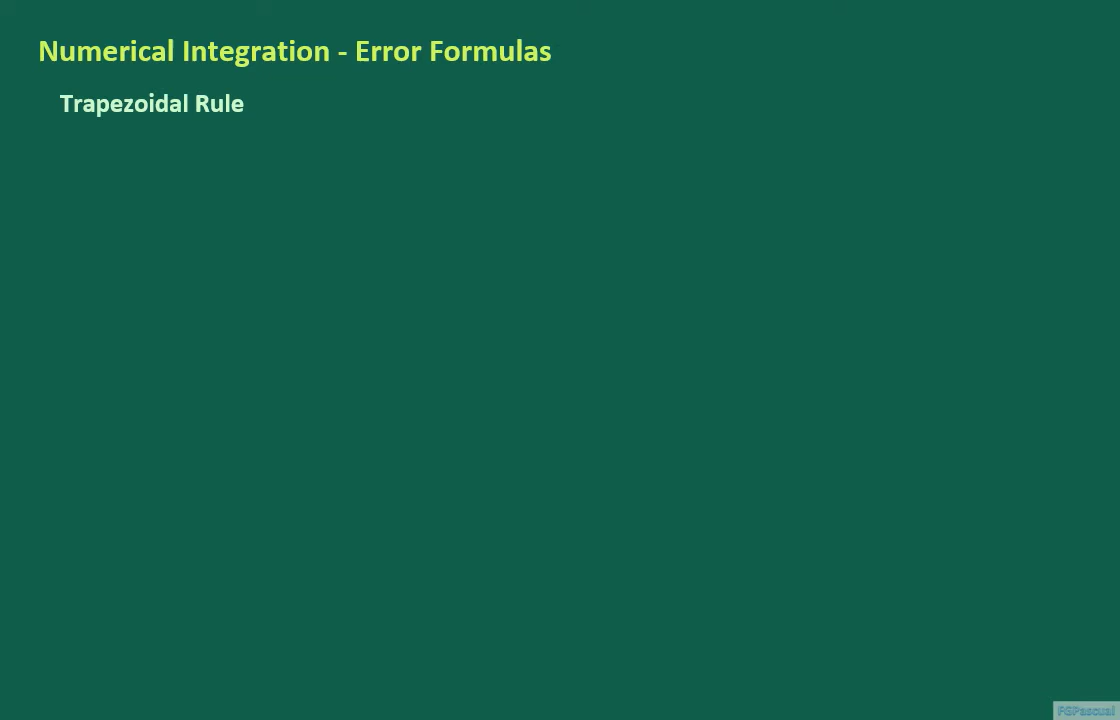 Numerical Integration - Error Formulas
Trapezoidal Rule
FGPascual